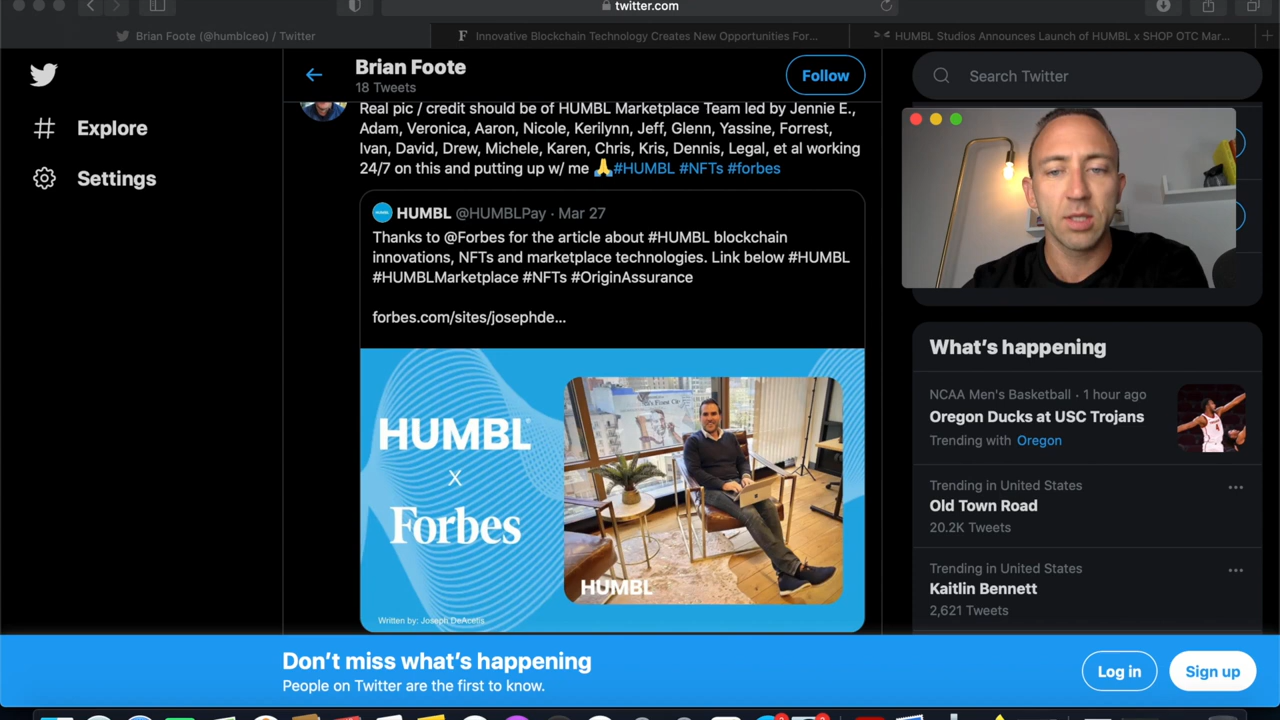 twitter.com
Brian Foote (@humblceo) / Twitter
Innovative Blockchain Technology Creates New Opportunities For...
HUMBL Studios Announces Launch of HUMBL x SHOP OTC Mar...
Explore
Settings
Brian Foote
18 Tweets
Follow
Search Twitter
Real pic / credit should be of HUMBL Marketplace Team led by Jennie E.,
Adam, Veronica, Aaron, Nicole, Kerilynn, Jeff, Glenn, Yassine, Forrest,
Ivan, David, Drew, Michele, Karen, Chris, Kris, Dennis, Legal, et al working
24/7 on this and putting up w/ me 🙏#HUMBL #NFTs #forbes
HUMBL @HUMBLPay · Mar 27
Thanks to @Forbes for the article about #HUMBL blockchain
innovations, NFTs and marketplace technologies. Link below #HUMBL
#HUMBLMarketplace #NFTs #OriginAssurance
forbes.com/sites/josephde...
HUMBL
X
Forbes
HUMBL
Written by: Joseph DeAcetis
What's happening
NCAA Men's Basketball · 1 hour ago
Oregon Ducks at USC Trojans
Trending with Oregon
Trending in United States
Old Town Road
20.2K Tweets
Trending in United States
Kaitlin Bennett
2,621 Tweets
Don't miss what's happening
People on Twitter are the first to know.
Log in
Sign up